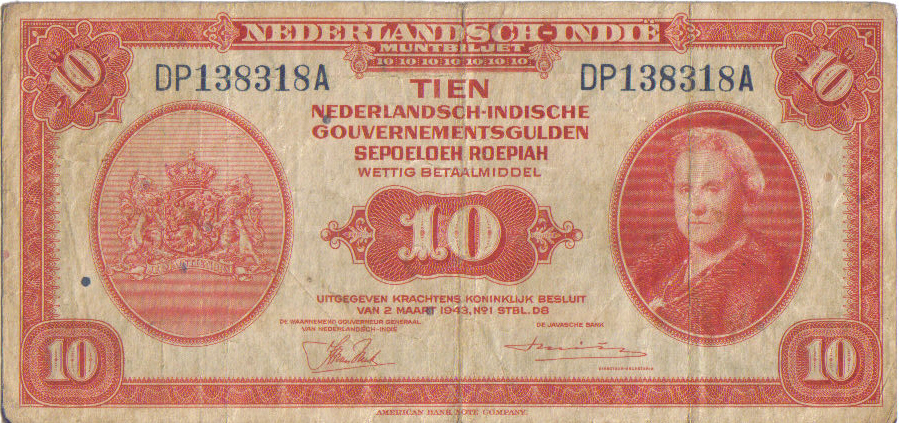 NEDERLANDSCH-INDIË
MUNTBILJET
10 10 10 10 10 10 10
10
10
DP138318A
DP138318A
TIEN
NEDERLANDSCH-INDISCHE
GOUVERNEMENTSGULDEN
SEPOELOEH ROEPIAH
WETTIG BETAALMIDDEL
10
UITGEGEVEN KRACHTENS KONINKLIJK BESLUIT
VAN 2 MAART 1943, Nº1 STBL. D8
DE WAARNEMEND GOUVERNEUR GENERAAL
VAN NEDERLANDSCH-INDIË
DE JAVASCHE BANK
10
10
AMERICAN BANK NOTE COMPANY